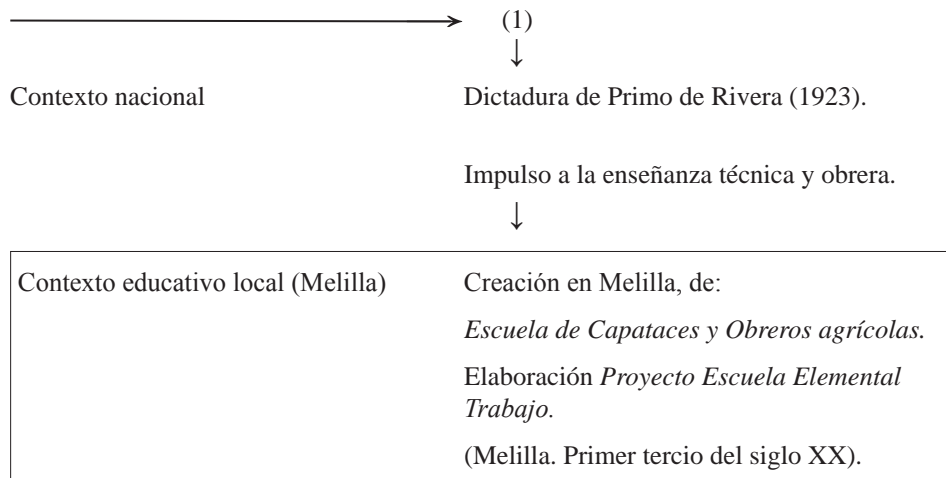 (1)
Contexto nacional
Dictadura de Primo de Rivera (1923).
Impulso a la enseñanza técnica y obrera.
Contexto educativo local (Melilla)
Creación en Melilla, de:
Escuela de Capataces y Obreros agrícolas.
Elaboración Proyecto Escuela Elemental
Trabajo.
(Melilla. Primer tercio del siglo XX).